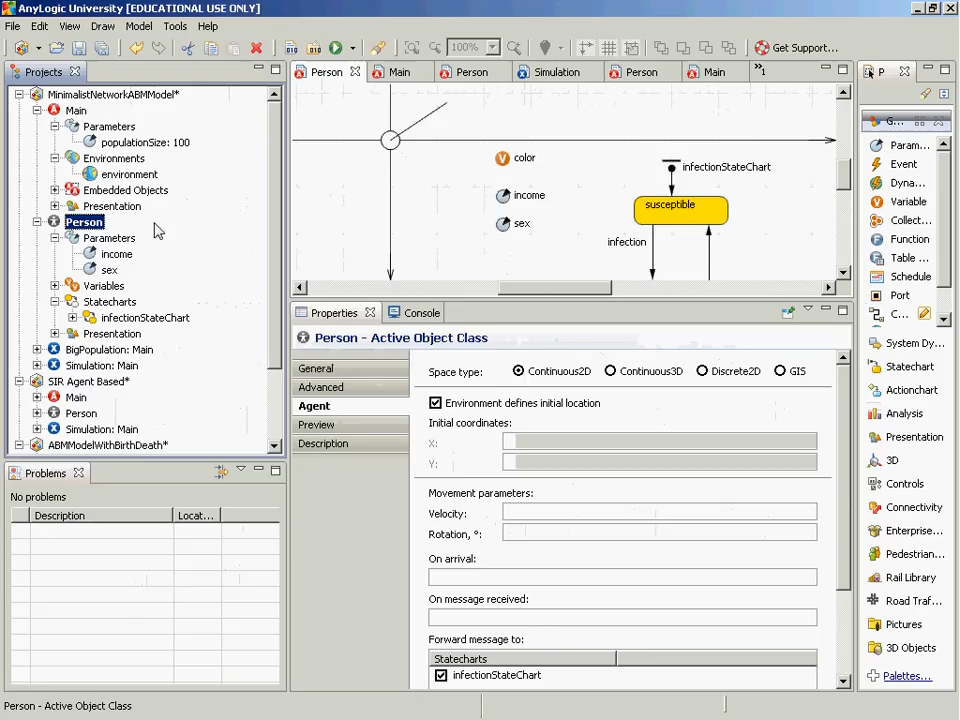 AnyLogic University [EDUCATIONAL USE ONLY]
File Edit View Draw Model Tools Help
100% Get Support...
Projects
MinimalistNetworkABMModel*
Main
Parameters
populationSize: 100
Environments
environment
Embedded Objects
Presentation
Person
Parameters
income
sex
Variables
Statecharts
infectionStateChart
Presentation
BigPopulation: Main
Simulation: Main
SIR Agent Based*
Main
Person
Simulation: Main
ABMModelWithBirthDeath*
Problems
No problems
Description Locat...
Person Main Person Simulation Person Main »1
color
income
sex
infectionStateChart
susceptible
infection
Properties Console
Person - Active Object Class
General
Advanced
Agent
Preview
Description
Space type: Continuous2D Continuous3D Discrete2D GIS
Environment defines initial location
Initial coordinates:
X:
Y:
Movement parameters:
Velocity:
Rotation, °:
On arrival:
On message received:
Forward message to:
Statecharts
infectionStateChart
P
G...
Param...
Event
Dyna...
Variable
Collect...
Function
Table ...
Schedule
Port
C...
System Dy...
Statechart
Actionchart
Analysis
Presentation
3D
Controls
Connectivity
Enterprise...
Pedestrian...
Rail Library
Road Traf...
Pictures
3D Objects
Palettes...
Person - Active Object Class